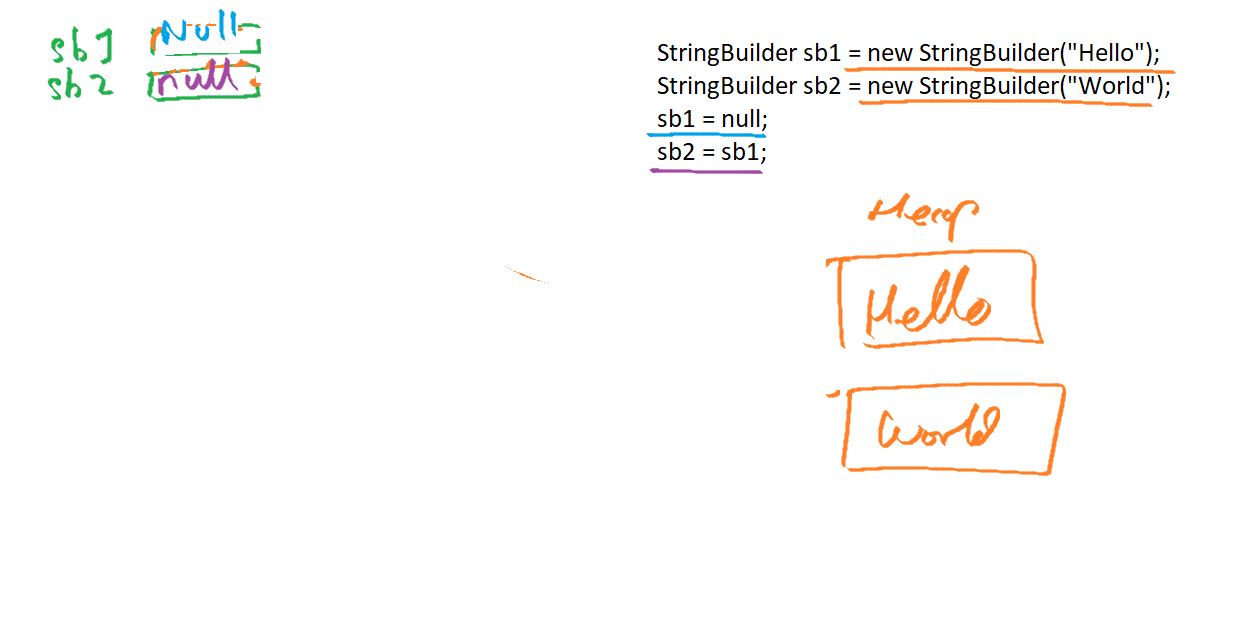 sb1 Null
sb2 null
StringBuilder sb1 = new StringBuilder("Hello");
StringBuilder sb2 = new StringBuilder("World");
sb1 = null;
sb2 = sb1;
Heap
Hello
World